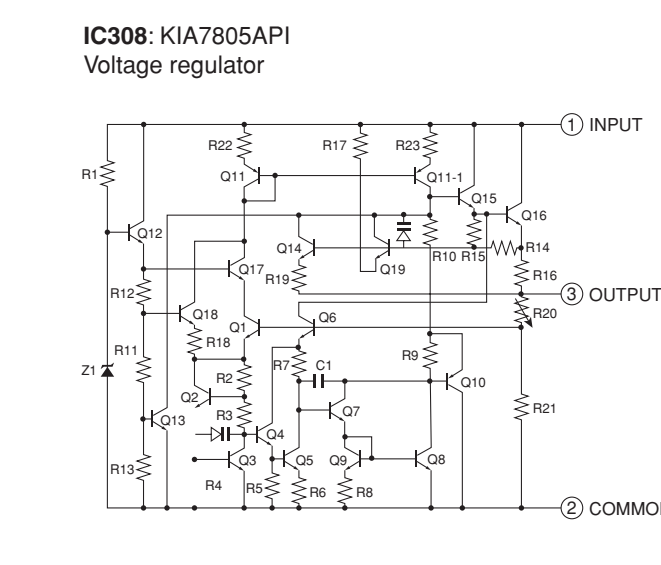 IC308: KIA7805API
Voltage regulator
1 INPUT
R22
R17
R23
R1
Q11
Q11-1
Q15
Q16
Q12
Q14
Q19
R10
R15
R14
Q17
R19
R16
R12
3 OUTPUT
Q18
Q1
Q6
R20
R18
R11
R7
C1
R9
Z1
R2
Q10
Q2
R3
Q7
R21
Q13
Q4
R13
Q3
Q5
Q9
Q8
R4
R5
R6
R8
2 COMMO